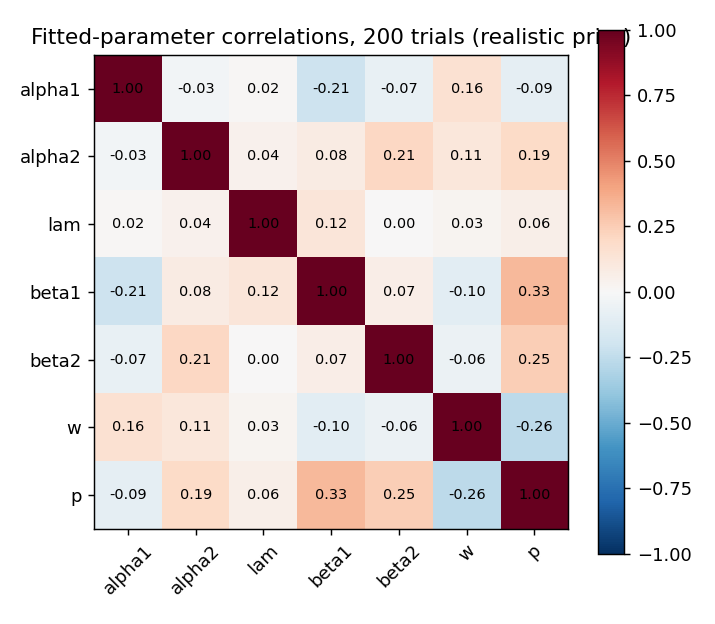 Fitted-parameter correlations, 200 trials (realistic pri
1.00
alpha1 1.00 -0.03 0.02 -0.21 -0.07 0.16 -0.09
0.75
alpha2 -0.03 1.00 0.04 0.08 0.21 0.11 0.19
0.50
lam 0.02 0.04 1.00 0.12 0.00 0.03 0.06
0.25
beta1 -0.21 0.08 0.12 1.00 0.07 -0.10 0.33
0.00
beta2 -0.07 0.21 0.00 0.07 1.00 -0.06 0.25
−0.25
w 0.16 0.11 0.03 -0.10 -0.06 1.00 -0.26
−0.50
p -0.09 0.19 0.06 0.33 0.25 -0.26 1.00
−0.75
−1.00
alpha1 alpha2 lam beta1 beta2 w p